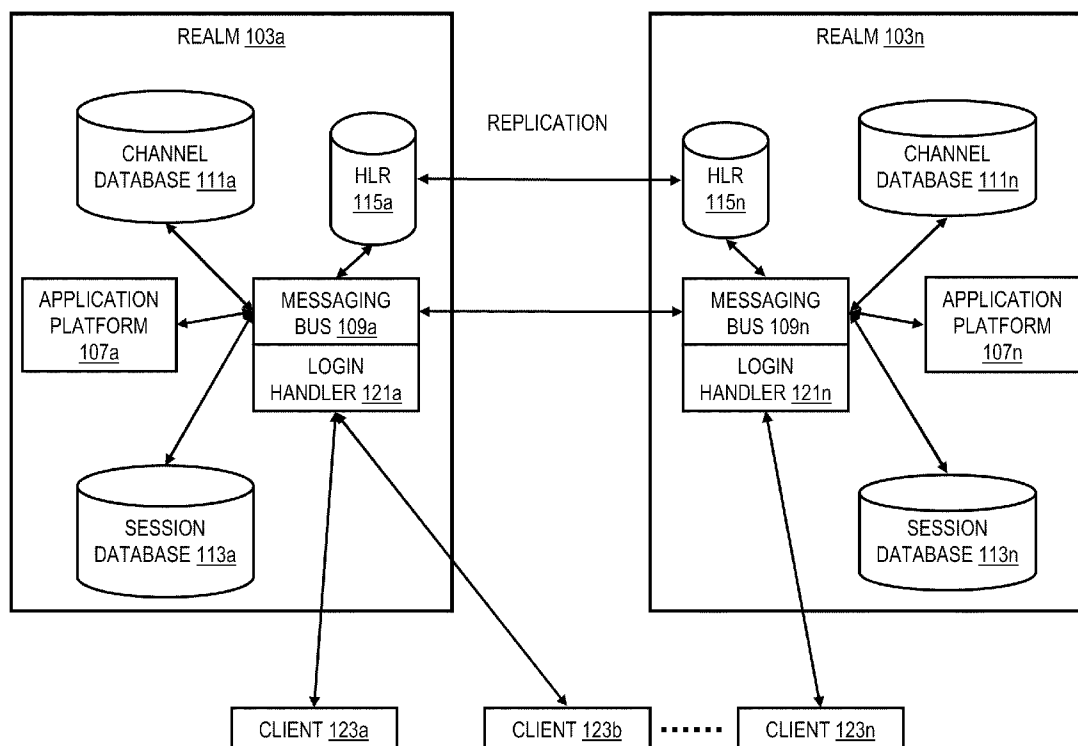 REALM 103a
CHANNEL
DATABASE 111a
HLR
115a
APPLICATION
PLATFORM
107a
MESSAGING
BUS 109a
LOGIN
HANDLER 121a
SESSION
DATABASE 113a
REPLICATION
REALM 103n
HLR
115n
CHANNEL
DATABASE 111n
MESSAGING
BUS 109n
LOGIN
HANDLER 121n
APPLICATION
PLATFORM
107n
SESSION
DATABASE 113n
CLIENT 123a
CLIENT 123b
CLIENT 123n